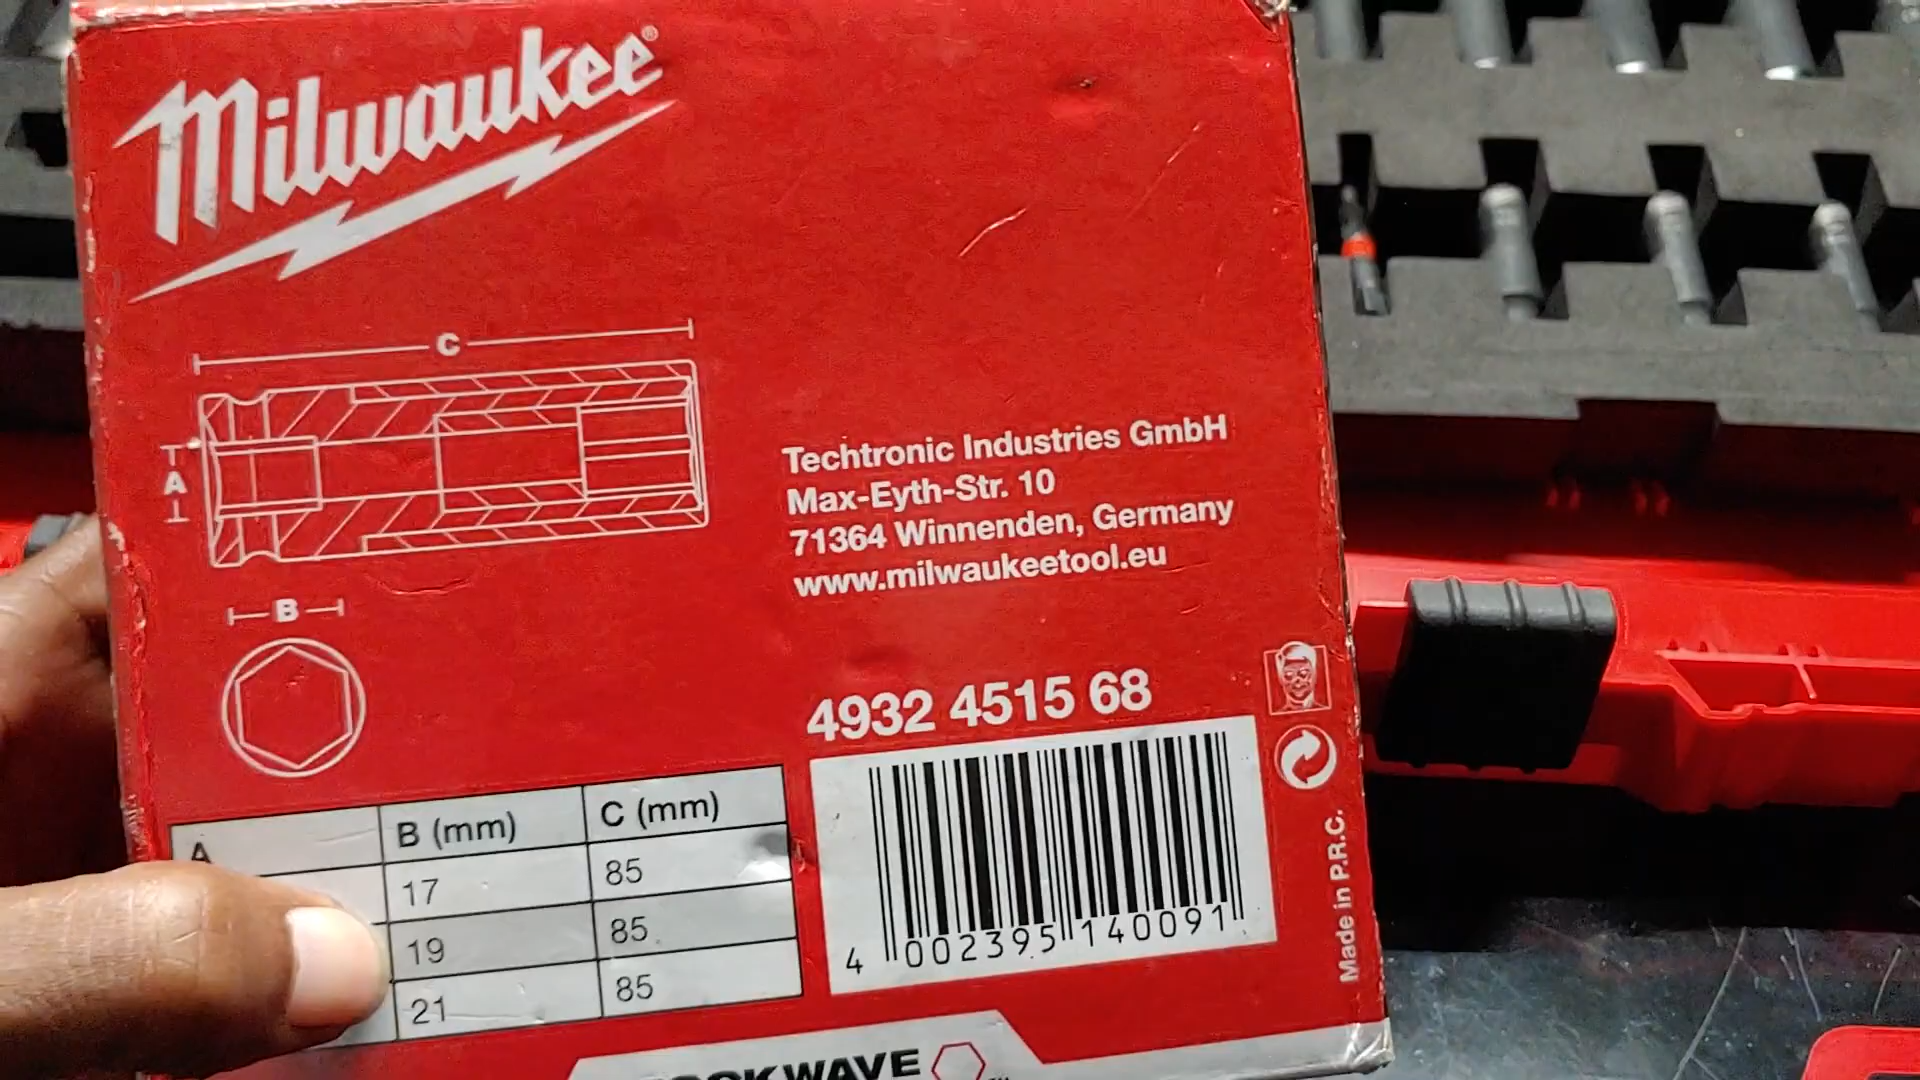 Milwaukee®
C
A
B
Techtronic Industries GmbH
Max-Eyth-Str. 10
71364 Winnenden, Germany
www.milwaukeetool.eu
4932 4515 68
A B (mm) C (mm)
17 85
19 85
21 85
4 002395 140091
Made in P.R.C.
WAVE